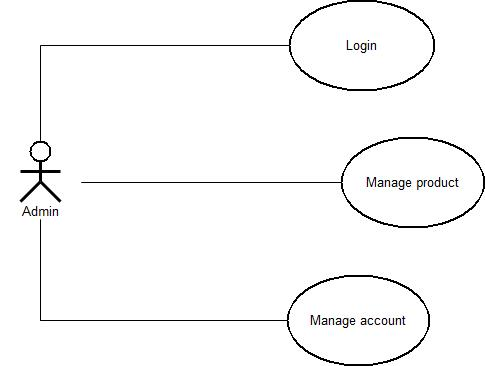 Login
Manage product
Admin
Manage account